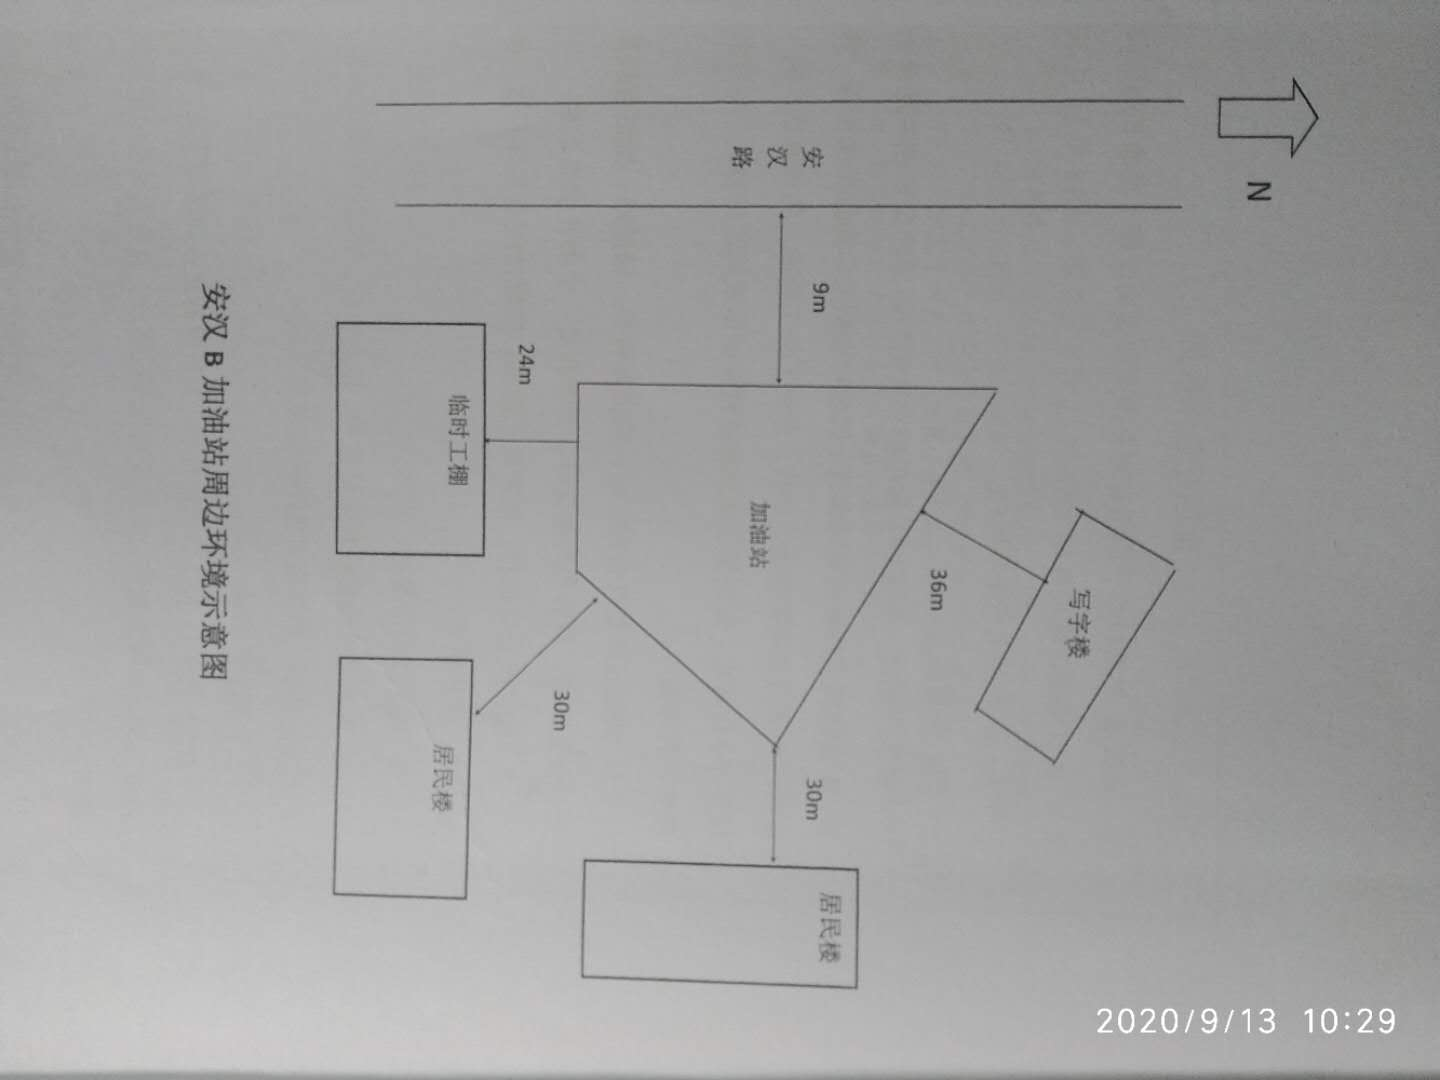 N
安
汉
路
9m
36m
写字楼
加油站
24m
临时工棚
30m
居民楼
30m
居民楼
安汉 B 加油站周边环境示意图
2020/9/13 10:29